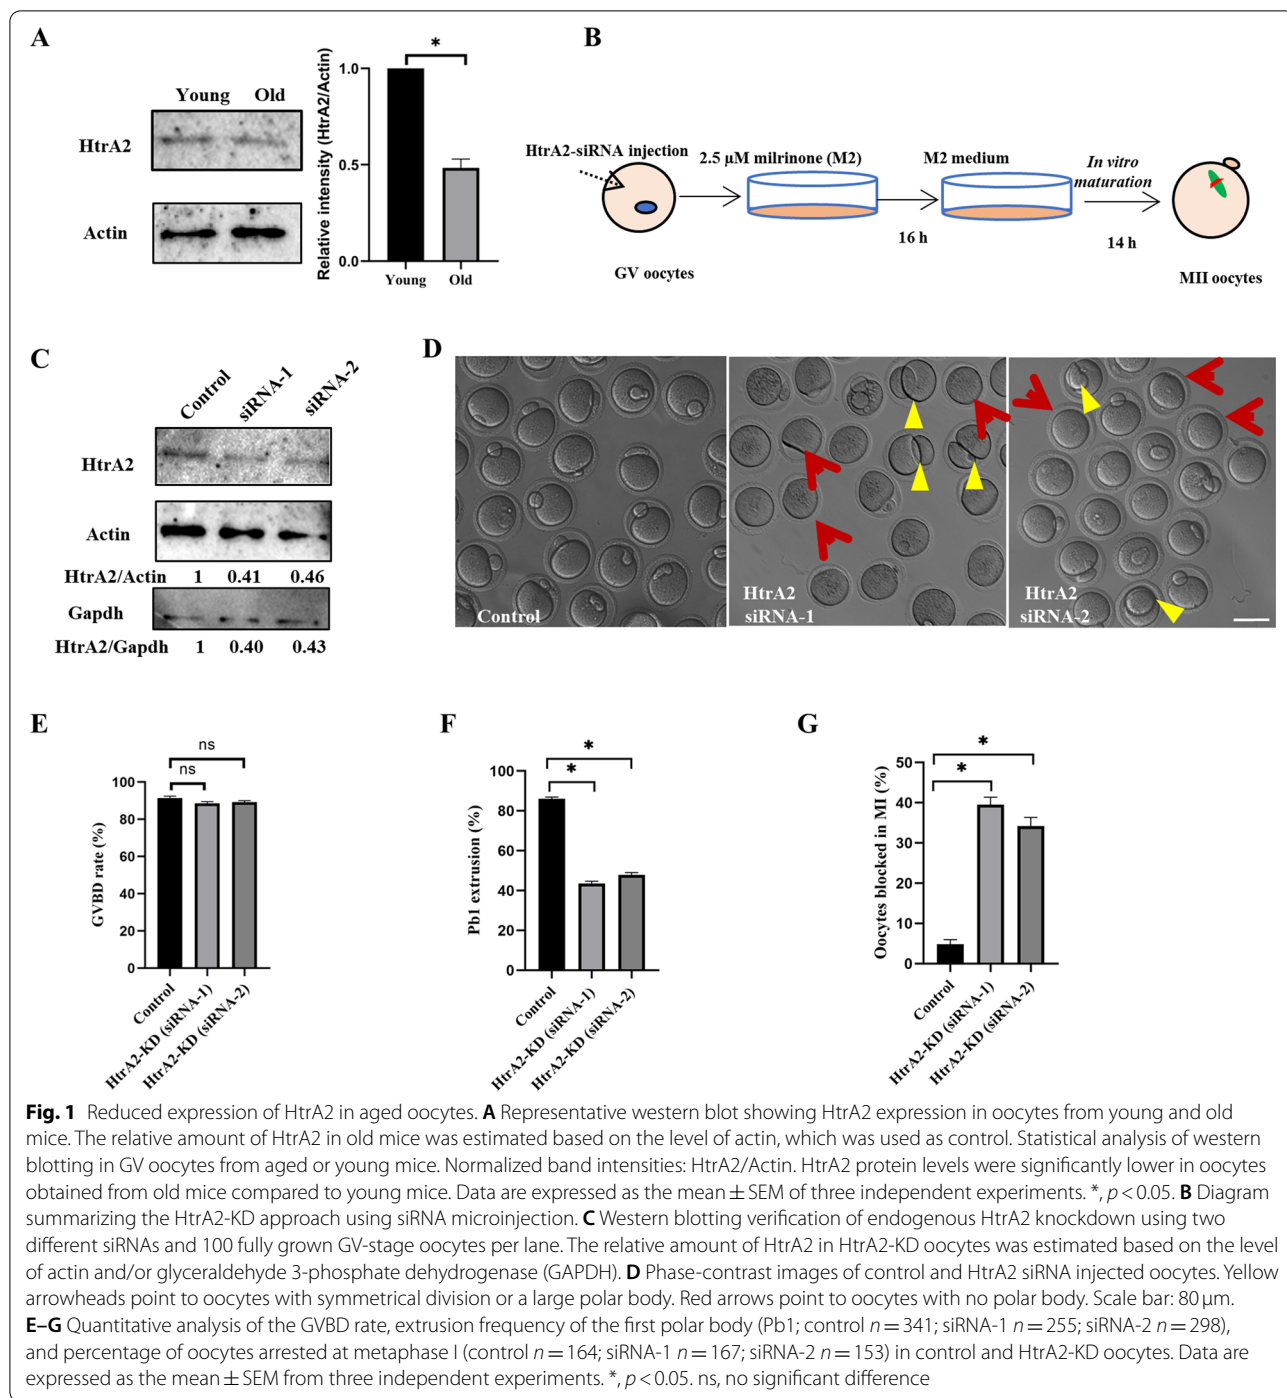 A
Young Old
HtrA2
Actin
Relative intensity (HtrA2/Actin)
*
1.0
0.5
0.0
Young Old
B
HtrA2-siRNA injection
2.5 µM milrinone (M2)
M2 medium
In vitro
maturation
16 h
14 h
GV oocytes
MII oocytes
C
Control siRNA-1 siRNA-2
HtrA2
Actin
HtrA2/Actin 1 0.41 0.46
Gapdh
HtrA2/Gapdh 1 0.40 0.43
D
Control
HtrA2
siRNA-1
HtrA2
siRNA-2
E
ns
ns
GVBD rate (%)
100
80
60
40
20
0
Control
HtrA2-KD (siRNA-1)
HtrA2-KD (siRNA-2)
F
*
*
Pb1 extrusion (%)
100
80
60
40
20
0
Control
HtrA2-KD (siRNA-1)
HtrA2-KD (siRNA-2)
G
*
*
Oocytes blocked in MI (%)
50
40
30
20
10
0
Control
HtrA2-KD (siRNA-1)
HtrA2-KD (siRNA-2)
Fig. 1 Reduced expression of HtrA2 in aged oocytes. A Representative western blot showing HtrA2 expression in oocytes from young and old
mice. The relative amount of HtrA2 in old mice was estimated based on the level of actin, which was used as control. Statistical analysis of western
blotting in GV oocytes from aged or young mice. Normalized band intensities: HtrA2/Actin. HtrA2 protein levels were significantly lower in oocytes
obtained from old mice compared to young mice. Data are expressed as the mean ± SEM of three independent experiments. *, p < 0.05. B Diagram
summarizing the HtrA2-KD approach using siRNA microinjection. C Western blotting verification of endogenous HtrA2 knockdown using two
different siRNAs and 100 fully grown GV-stage oocytes per lane. The relative amount of HtrA2 in HtrA2-KD oocytes was estimated based on the level
of actin and/or glyceraldehyde 3-phosphate dehydrogenase (GAPDH). D Phase-contrast images of control and HtrA2 siRNA injected oocytes. Yellow
arrowheads point to oocytes with symmetrical division or a large polar body. Red arrows point to oocytes with no polar body. Scale bar: 80 µm.
E–G Quantitative analysis of the GVBD rate, extrusion frequency of the first polar body (Pb1; control n = 341; siRNA-1 n = 255; siRNA-2 n = 298),
and percentage of oocytes arrested at metaphase I (control n = 164; siRNA-1 n = 167; siRNA-2 n = 153) in control and HtrA2-KD oocytes. Data are
expressed as the mean ± SEM from three independent experiments. *, p < 0.05. ns, no significant difference